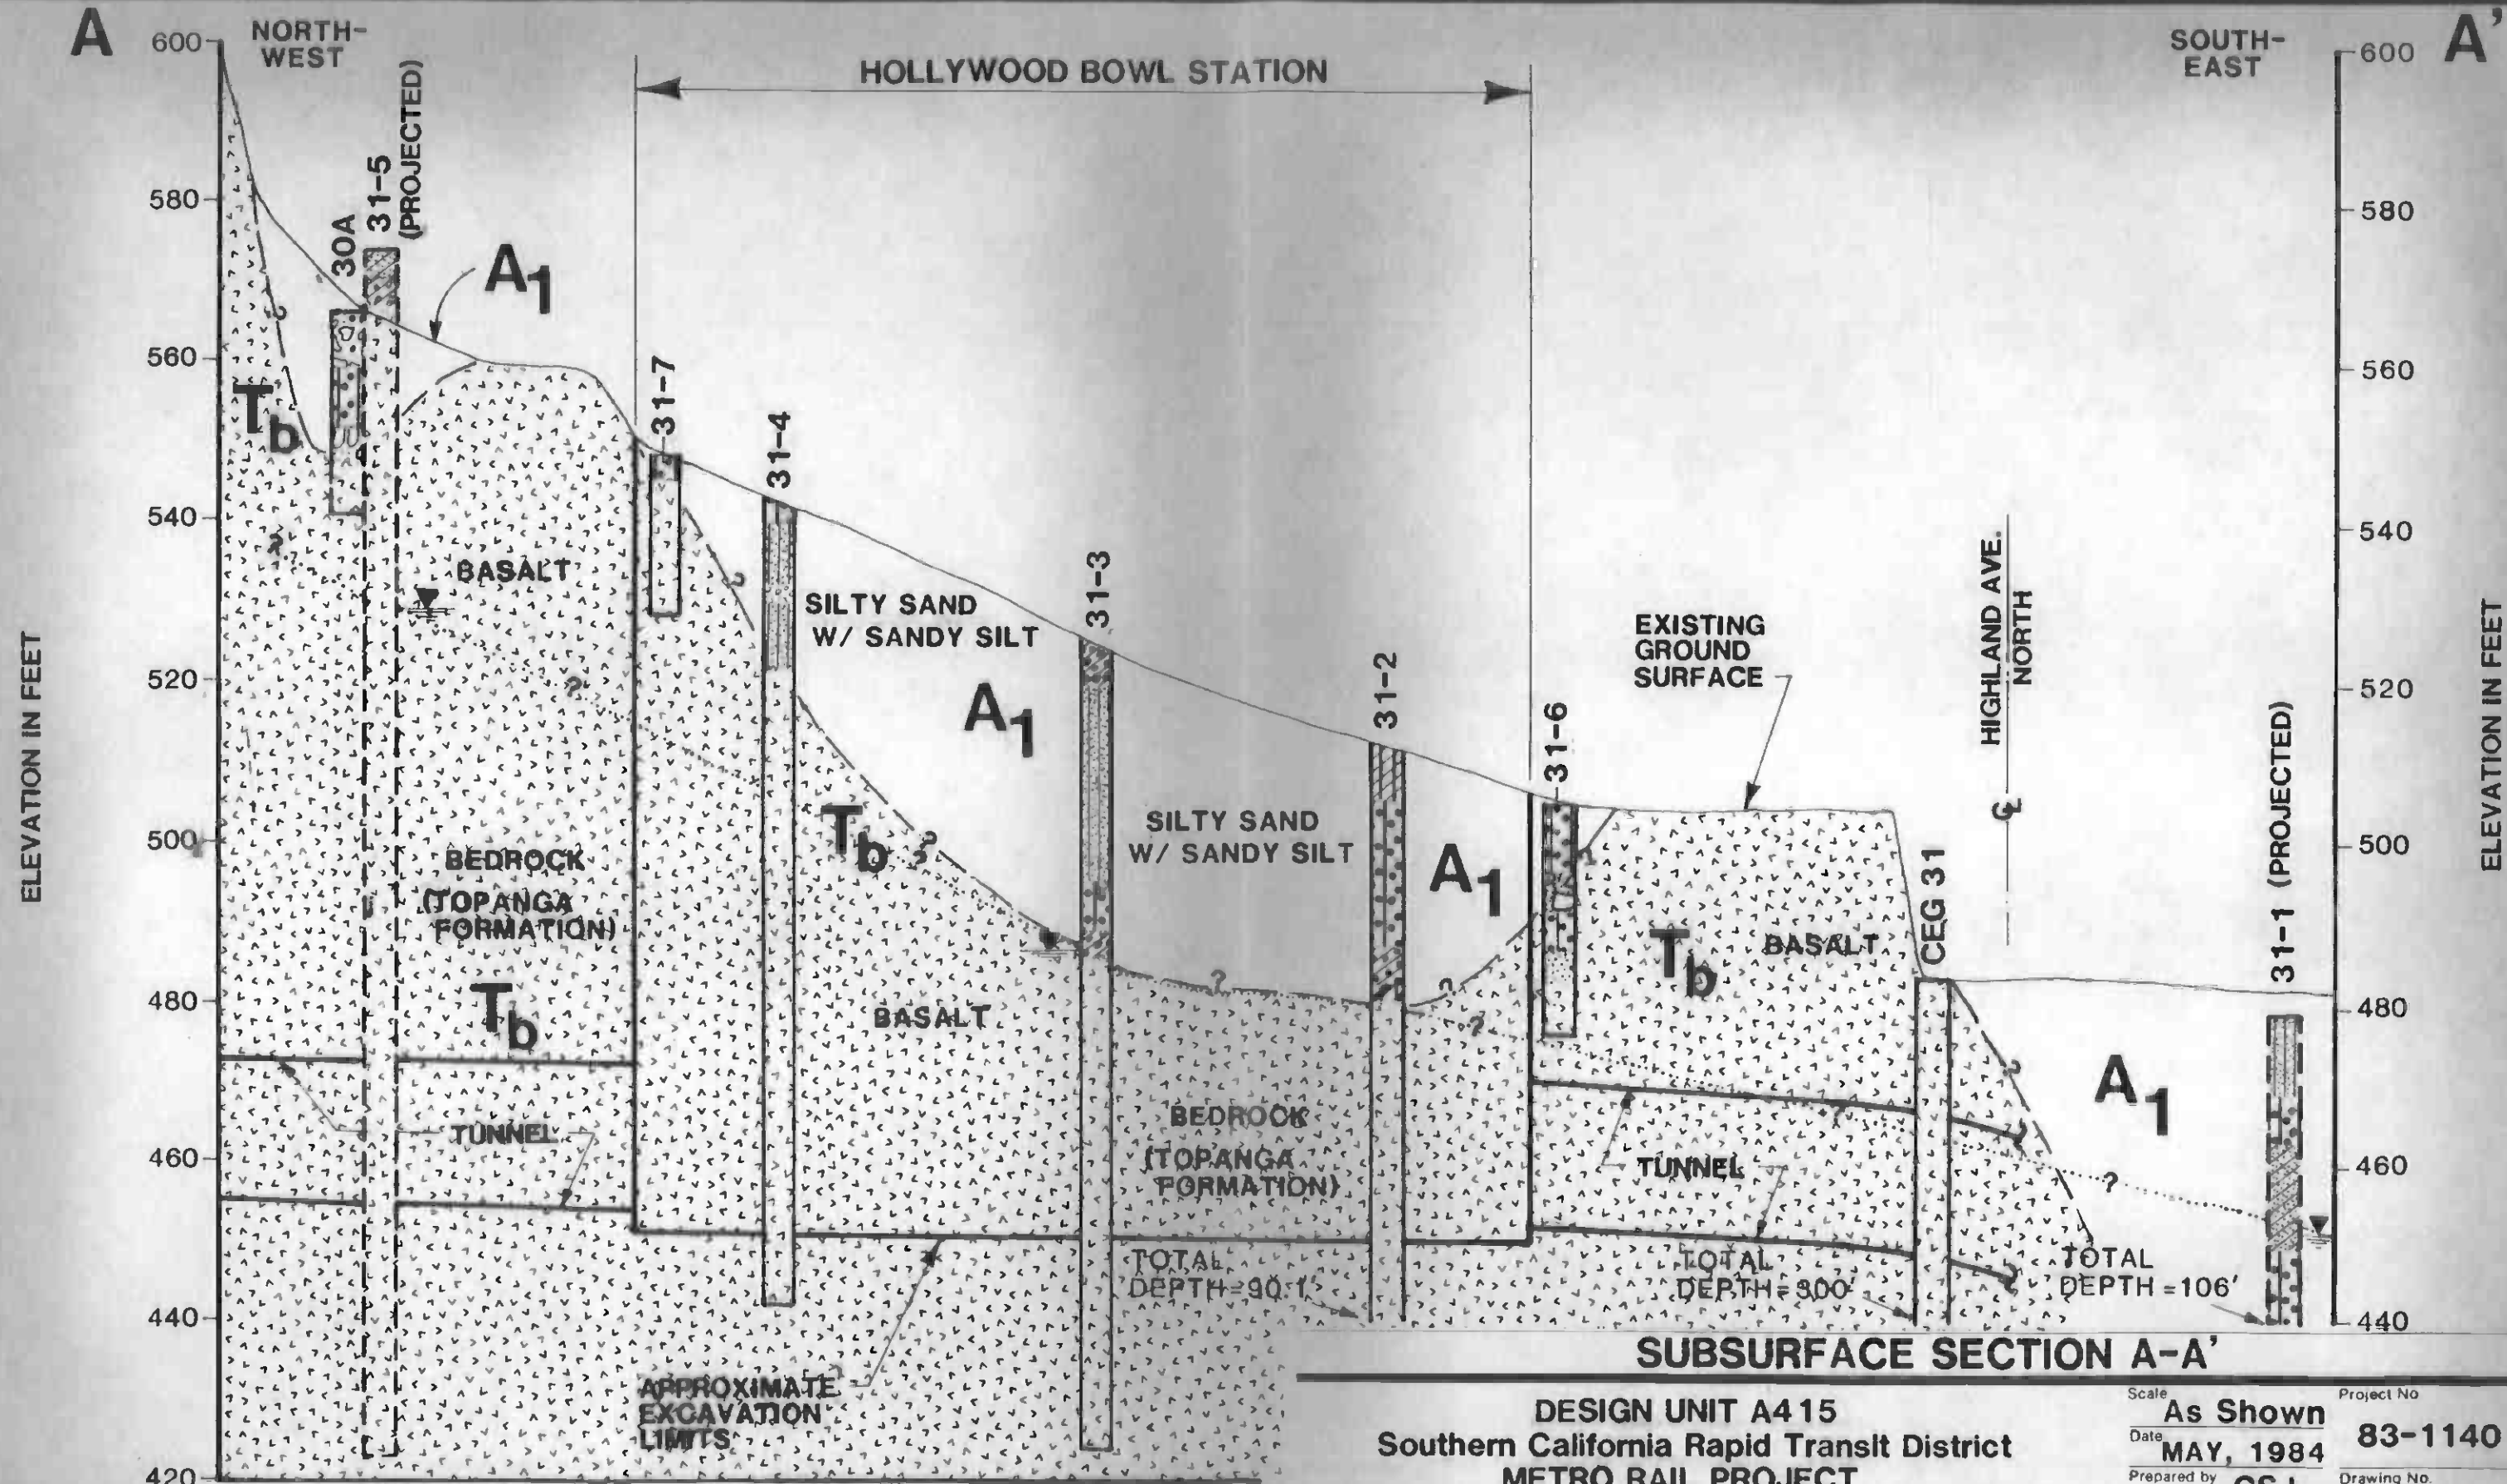 A
NORTH-
WEST
HOLLYWOOD BOWL STATION
SOUTH-
EAST
A'
600
580
560
540
520
500
480
460
440
420
ELEVATION IN FEET
30A
31-5
(PROJECTED)
A1
31-7
31-4
31-3
31-2
31-6
CEG 31
31-1 (PROJECTED)
HIGHLAND AVE.
NORTH
℄
EXISTING
GROUND
SURFACE
SILTY SAND
W/ SANDY SILT
A1
SILTY SAND
W/ SANDY SILT
A1
A1
Tb
BASALT
BEDROCK
(TOPANGA
FORMATION)
Tb
TUNNEL
Tb
BASALT
BEDROCK
(TOPANGA
FORMATION)
Tb
BASALT
TUNNEL
TOTAL
DEPTH=90.1'
TOTAL
DEPTH=300'
TOTAL
DEPTH=106'
APPROXIMATE
EXCAVATION
LIMITS
?
?
?
?
?
?
?
?
?
?
?
?
600
580
560
540
520
500
480
460
440
ELEVATION IN FEET
SUBSURFACE SECTION A-A'
DESIGN UNIT A415
Southern California Rapid Transit District
METRO RAIL PROJECT
Scale
As Shown
Date
MAY, 1984
Prepared by
Project No
83-1140
Drawing No.